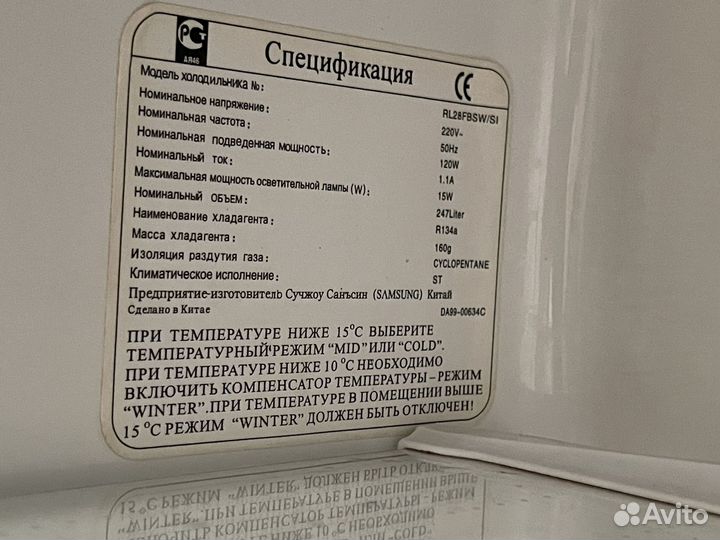 РСТ
АЯ46
Спецификация
CE
Модель холодильника №: RL28FBSW/SI
Номинальное напряжение: 220V~
Номинальная частота: 50Hz
Номинальная подведенная мощность: 120W
Номинальный ток: 1.1A
Максимальная мощность осветительной лампы (W): 15W
Номинальный ОБЪЕМ: 247Liter
Наименование хладагента: R134a
Масса хладагента: 160g
Изоляция раздутия газа: CYCLOPENTANE
Климатическое исполнение: ST
Предприятие-изготовитель Сучжоу Санъсин (SAMSUNG) Китай
Сделано в Китае DA99-00634C
ПРИ ТЕМПЕРАТУРЕ НИЖЕ 15°C ВЫБЕРИТЕ
ТЕМПЕРАТУРНЫЙ РЕЖИМ "MID" ИЛИ "COLD".
ПРИ ТЕМПЕРАТУРЕ НИЖЕ 10°C НЕОБХОДИМО
ВКЛЮЧИТЬ КОМПЕНСАТОР ТЕМПЕРАТУРЫ – РЕЖИМ
"WINTER". ПРИ ТЕМПЕРАТУРЕ В ПОМЕЩЕНИИ ВЫШЕ
15°C РЕЖИМ "WINTER" ДОЛЖЕН БЫТЬ ОТКЛЮЧЕН!
Avito